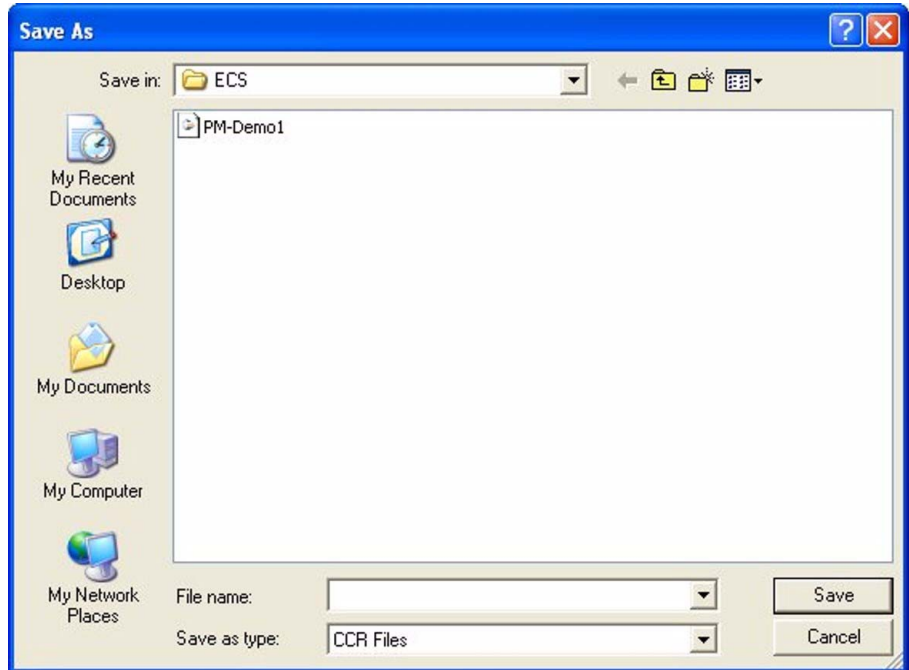 Save As
Save in:
ECS
PM-Demo1
My Recent
Documents
Desktop
My Documents
My Computer
My Network
Places
File name:
Save
Save as type:
CCR Files
Cancel